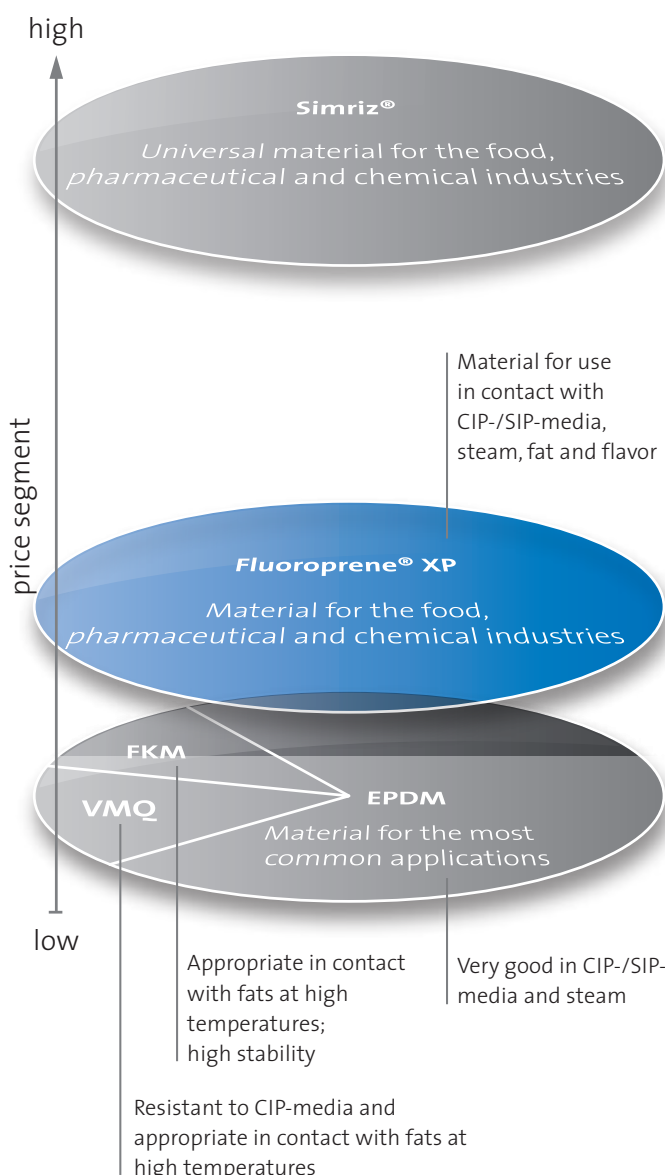 high
Simriz®
Universal material for the food,
pharmaceutical and chemical industries
Material for use
in contact with
CIP-/SIP-media,
steam, fat and flavor
price segment
Fluoroprene® XP
Material for the food,
pharmaceutical and chemical industries
FKM
VMQ
EPDM
Material for the most
common applications
low
Appropriate in contact
with fats at high
temperatures;
high stability
Very good in CIP-/SIP-
media and steam
Resistant to CIP-media and
appropriate in contact with fats at
high temperatures